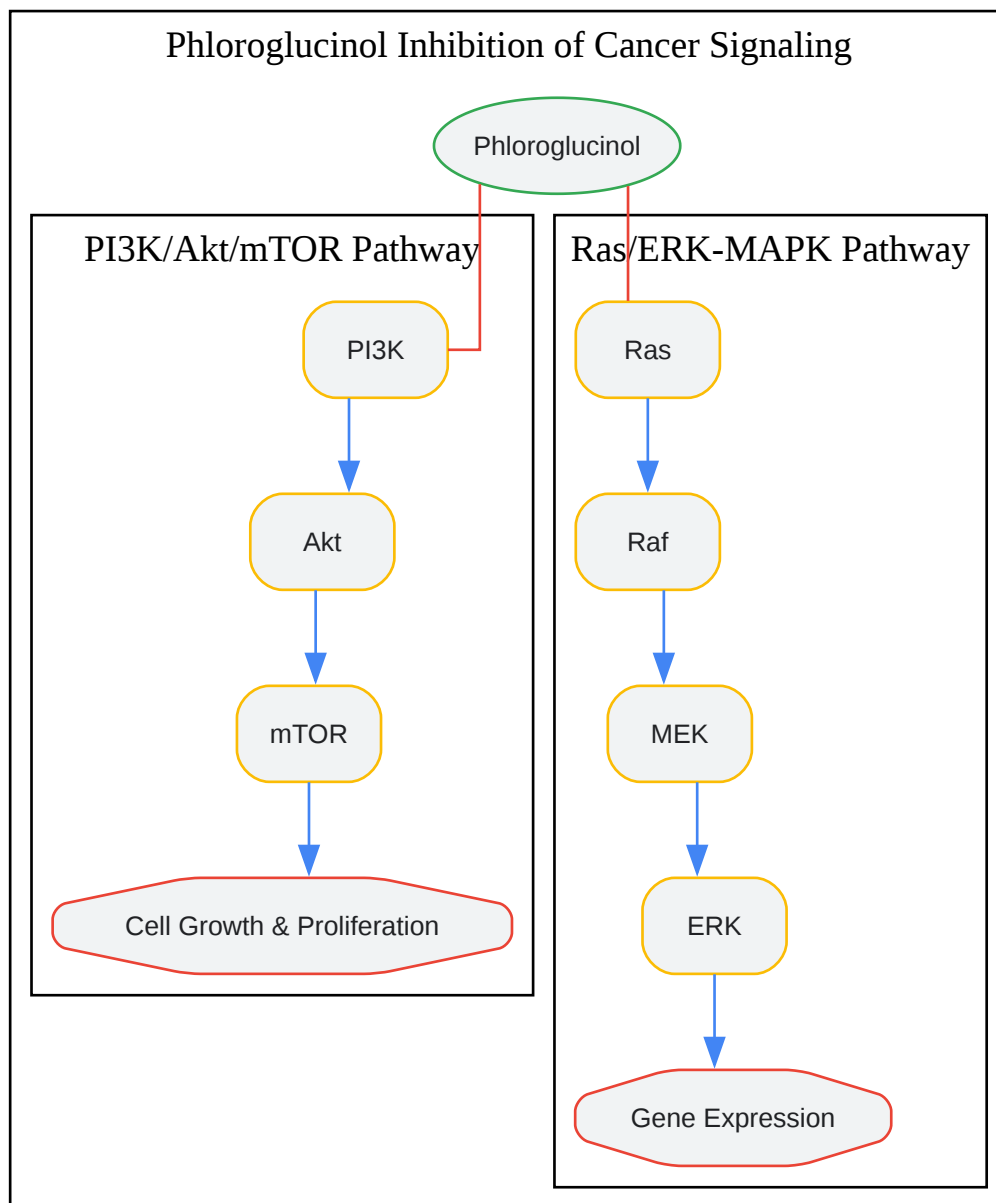 Phloroglucinol Inhibition of Cancer Signaling
Phloroglucinol
PI3K/Akt/mTOR Pathway
PI3K
Akt
mTOR
Cell Growth & Proliferation
Ras/ERK-MAPK Pathway
Ras
Raf
MEK
ERK
Gene Expression